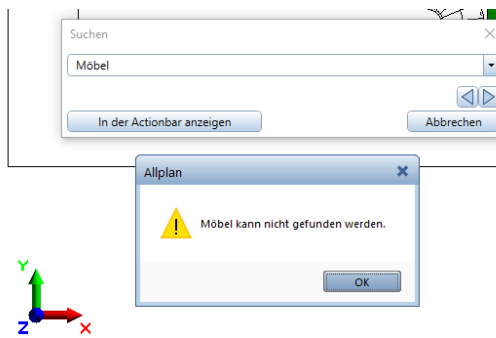 Suchen
Möbel
In der Actionbar anzeigen
Abbrechen
Allplan
Möbel kann nicht gefunden werden.
OK
Y
Z
X